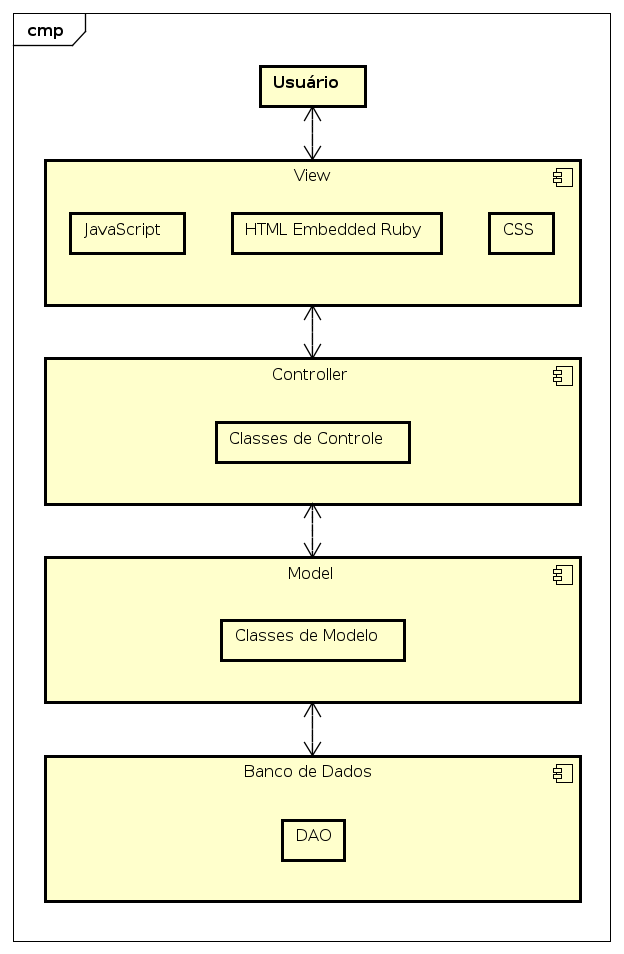 cmp
Usuário
View
JavaScript
HTML Embedded Ruby
CSS
Controller
Classes de Controle
Model
Classes de Modelo
Banco de Dados
DAO